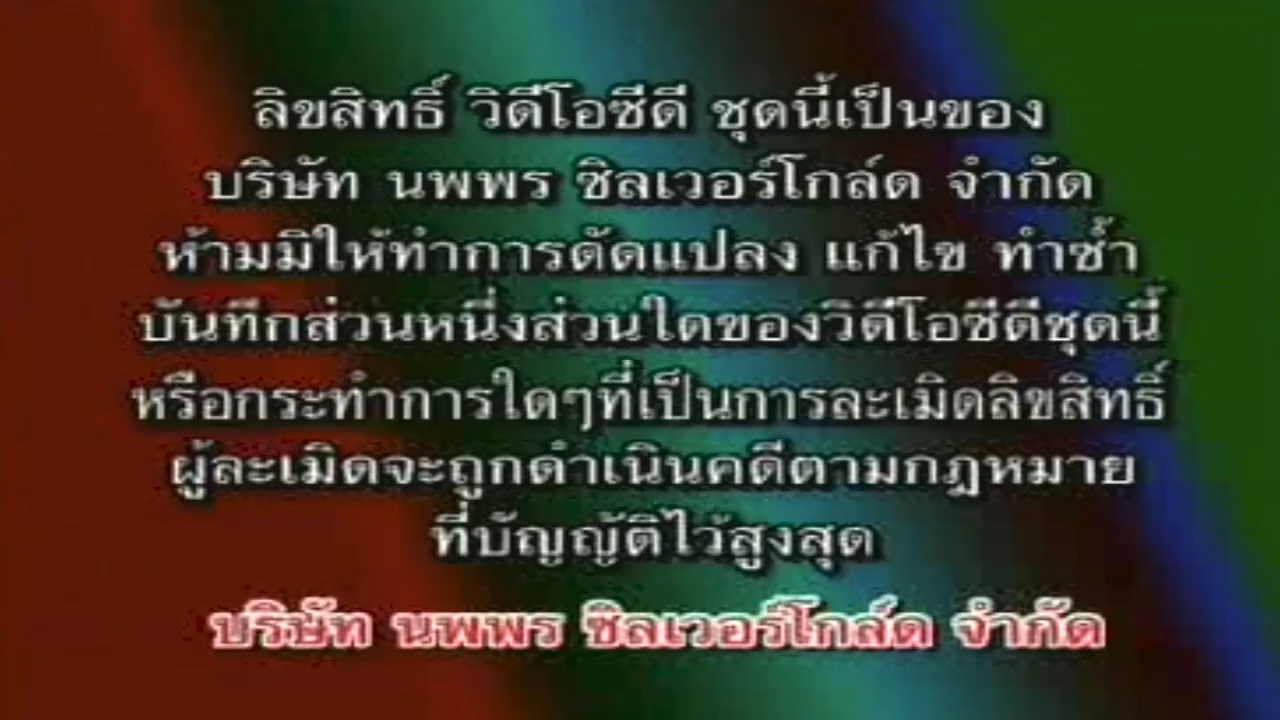 ลิขสิทธิ์ วิดีโอซีดี ชุดนี้เป็นของ
บริษัท นพพร ซิลเวอร์โกล์ด จำกัด
ห้ามมิให้ทำการดัดแปลง แก้ไข ทำซ้ำ
บันทึกส่วนหนึ่งส่วนใดของวิดีโอซีดีชุดนี้
หรือกระทำการใดๆที่เป็นการละเมิดลิขสิทธิ์
ผู้ละเมิดจะถูกดำเนินคดีตามกฎหมาย
ที่บัญญัติไว้สูงสุด
บริษัท นพพร ซิลเวอร์โกล์ด จำกัด